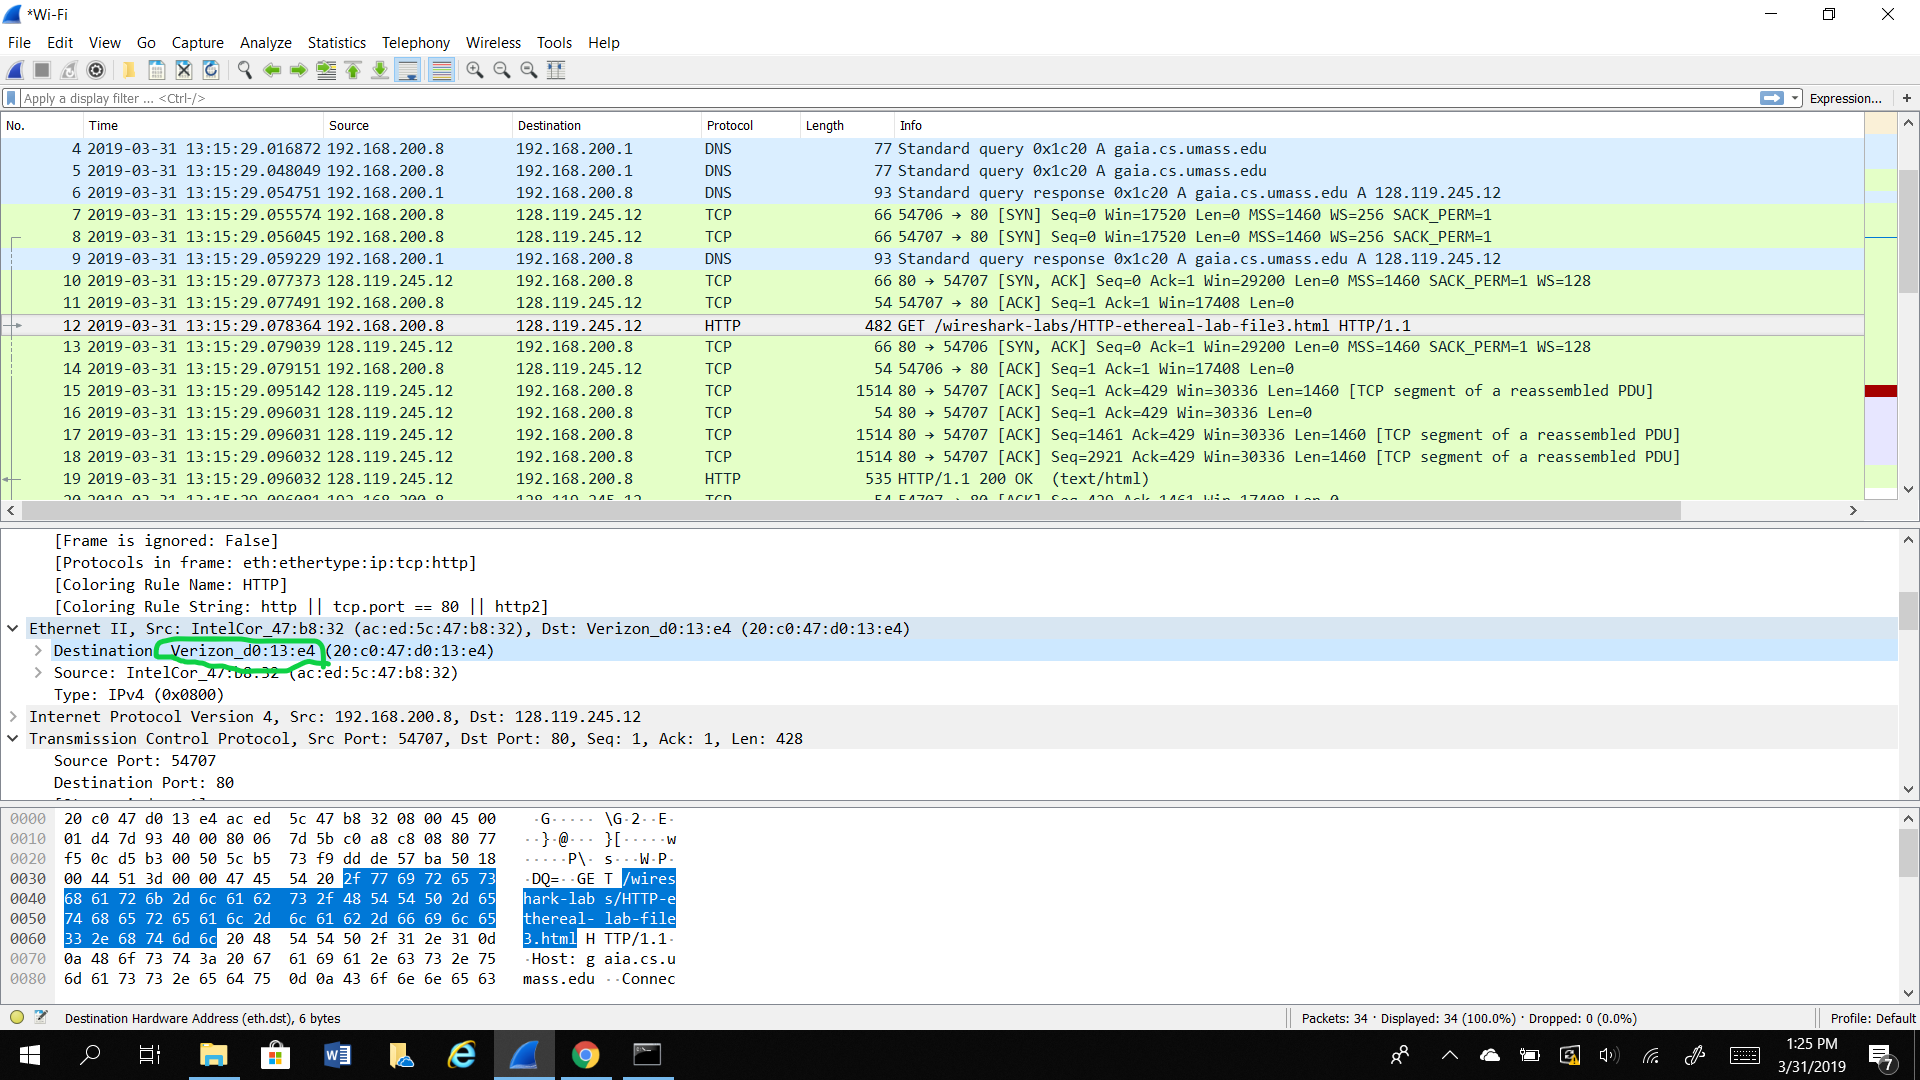 *Wi-Fi
File Edit View Go Capture Analyze Statistics Telephony Wireless Tools Help
Apply a display filter ... <Ctrl-/> Expression... +
No. Time Source Destination Protocol Length Info
4 2019-03-31 13:15:29.016872 192.168.200.8 192.168.200.1 DNS 77 Standard query 0x1c20 A gaia.cs.umass.edu
5 2019-03-31 13:15:29.048049 192.168.200.8 192.168.200.1 DNS 77 Standard query 0x1c20 A gaia.cs.umass.edu
6 2019-03-31 13:15:29.054751 192.168.200.1 192.168.200.8 DNS 93 Standard query response 0x1c20 A gaia.cs.umass.edu A 128.119.245.12
7 2019-03-31 13:15:29.055574 192.168.200.8 128.119.245.12 TCP 66 54706 → 80 [SYN] Seq=0 Win=17520 Len=0 MSS=1460 WS=256 SACK_PERM=1
8 2019-03-31 13:15:29.056045 192.168.200.8 128.119.245.12 TCP 66 54707 → 80 [SYN] Seq=0 Win=17520 Len=0 MSS=1460 WS=256 SACK_PERM=1
9 2019-03-31 13:15:29.059229 192.168.200.1 192.168.200.8 DNS 93 Standard query response 0x1c20 A gaia.cs.umass.edu A 128.119.245.12
10 2019-03-31 13:15:29.077373 128.119.245.12 192.168.200.8 TCP 66 80 → 54707 [SYN, ACK] Seq=0 Ack=1 Win=29200 Len=0 MSS=1460 SACK_PERM=1 WS=128
11 2019-03-31 13:15:29.077491 192.168.200.8 128.119.245.12 TCP 54 54707 → 80 [ACK] Seq=1 Ack=1 Win=17408 Len=0
12 2019-03-31 13:15:29.078364 192.168.200.8 128.119.245.12 HTTP 482 GET /wireshark-labs/HTTP-ethereal-lab-file3.html HTTP/1.1
13 2019-03-31 13:15:29.079039 128.119.245.12 192.168.200.8 TCP 66 80 → 54706 [SYN, ACK] Seq=0 Ack=1 Win=29200 Len=0 MSS=1460 SACK_PERM=1 WS=128
14 2019-03-31 13:15:29.079151 192.168.200.8 128.119.245.12 TCP 54 54706 → 80 [ACK] Seq=1 Ack=1 Win=17408 Len=0
15 2019-03-31 13:15:29.095142 128.119.245.12 192.168.200.8 TCP 1514 80 → 54707 [ACK] Seq=1 Ack=429 Win=30336 Len=1460 [TCP segment of a reassembled PDU]
16 2019-03-31 13:15:29.096031 128.119.245.12 192.168.200.8 TCP 54 80 → 54707 [ACK] Seq=1 Ack=429 Win=30336 Len=0
17 2019-03-31 13:15:29.096031 128.119.245.12 192.168.200.8 TCP 1514 80 → 54707 [ACK] Seq=1461 Ack=429 Win=30336 Len=1460 [TCP segment of a reassembled PDU]
18 2019-03-31 13:15:29.096032 128.119.245.12 192.168.200.8 TCP 1514 80 → 54707 [ACK] Seq=2921 Ack=429 Win=30336 Len=1460 [TCP segment of a reassembled PDU]
19 2019-03-31 13:15:29.096032 128.119.245.12 192.168.200.8 HTTP 535 HTTP/1.1 200 OK (text/html)
20 2019-03-31 13:15:29.096081 192.168.200.8 128.119.245.12 TCP 54 54707 → 80 [ACK] Seq=429 Ack=1461 Win=17408 Len=0
[Frame is ignored: False]
[Protocols in frame: eth:ethertype:ip:tcp:http]
[Coloring Rule Name: HTTP]
[Coloring Rule String: http || tcp.port == 80 || http2]
Ethernet II, Src: IntelCor_47:b8:32 (ac:ed:5c:47:b8:32), Dst: Verizon_d0:13:e4 (20:c0:47:d0:13:e4)
Destination Verizon_d0:13:e4 (20:c0:47:d0:13:e4)
Source: IntelCor_47:b8:32 (ac:ed:5c:47:b8:32)
Type: IPv4 (0x0800)
Internet Protocol Version 4, Src: 192.168.200.8, Dst: 128.119.245.12
Transmission Control Protocol, Src Port: 54707, Dst Port: 80, Seq: 1, Ack: 1, Len: 428
Source Port: 54707
Destination Port: 80
0000 20 c0 47 d0 13 e4 ac ed 5c 47 b8 32 08 00 45 00 ·G····· \G·2··E·
0010 01 d4 7d 93 40 00 80 06 7d 5b c0 a8 c8 08 80 77 ··}·@··· }[·····w
0020 f5 0c d5 b3 00 50 5c b5 73 f9 dd de 57 ba 50 18 ·····P\· s···W·P·
0030 00 44 51 3d 00 00 47 45 54 20 2f 77 69 72 65 73 ·DQ=··GE T /wires
0040 68 61 72 6b 2d 6c 61 62 73 2f 48 54 54 50 2d 65 hark-lab s/HTTP-e
0050 74 68 65 72 65 61 6c 2d 6c 61 62 2d 66 69 6c 65 thereal- lab-file
0060 33 2e 68 74 6d 6c 20 48 54 54 50 2f 31 2e 31 0d 3.html H TTP/1.1·
0070 0a 48 6f 73 74 3a 20 67 61 69 61 2e 63 73 2e 75 ·Host: g aia.cs.u
0080 6d 61 73 73 2e 65 64 75 0d 0a 43 6f 6e 6e 65 63 mass.edu ··Connec
Destination Hardware Address (eth.dst), 6 bytes Packets: 34 · Displayed: 34 (100.0%) · Dropped: 0 (0.0%) Profile: Default
1:25 PM
3/31/2019
7